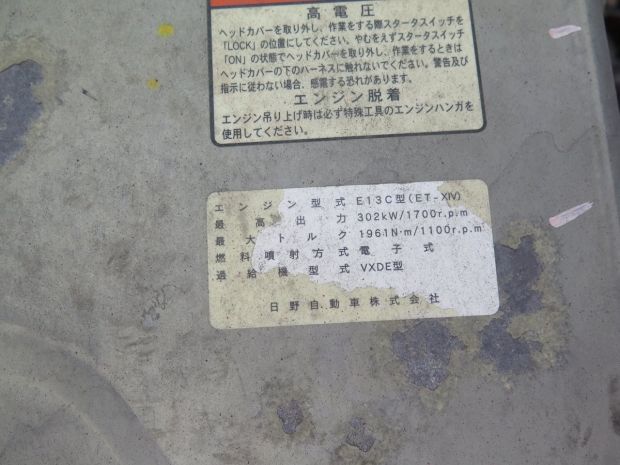 高電圧
ヘッドカバーを取り外し、作業をする際スタータスイッチを
「LOCK」の位置にしてください。やむをえずスタータスイッチ
「ON」の状態でヘッドカバーを取り外し、作業をするときは
ヘッドカバーの下のハーネスに触れないでください。警告及び
指示に従わない場合、感電する恐れがあります。
エンジン脱着
エンジン吊り上げ時は必ず特殊工具のエンジンハンガを
使用してください。
エンジン型式 E13C型(ET-XIV)
最高出力 302kW/1700r.p.m
最大トルク 1961N·m/1100r.p.m
燃料噴射方式 電子式
過給機型式 VXDE型
日野自動車株式会社